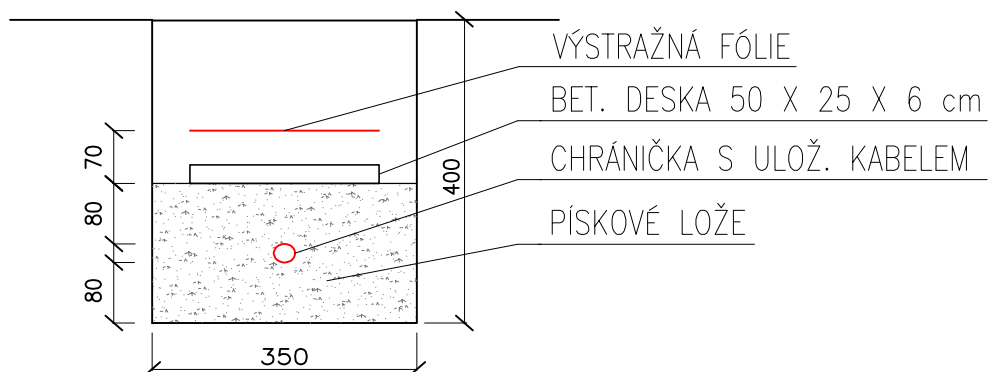 VÝSTRAŽNÁ FÓLIE
BET. DESKA 50 X 25 X 6 cm
CHRÁNIČKA S ULOŽ. KABELEM
PÍSKOVÉ LOŽE
70
80
80
400
350